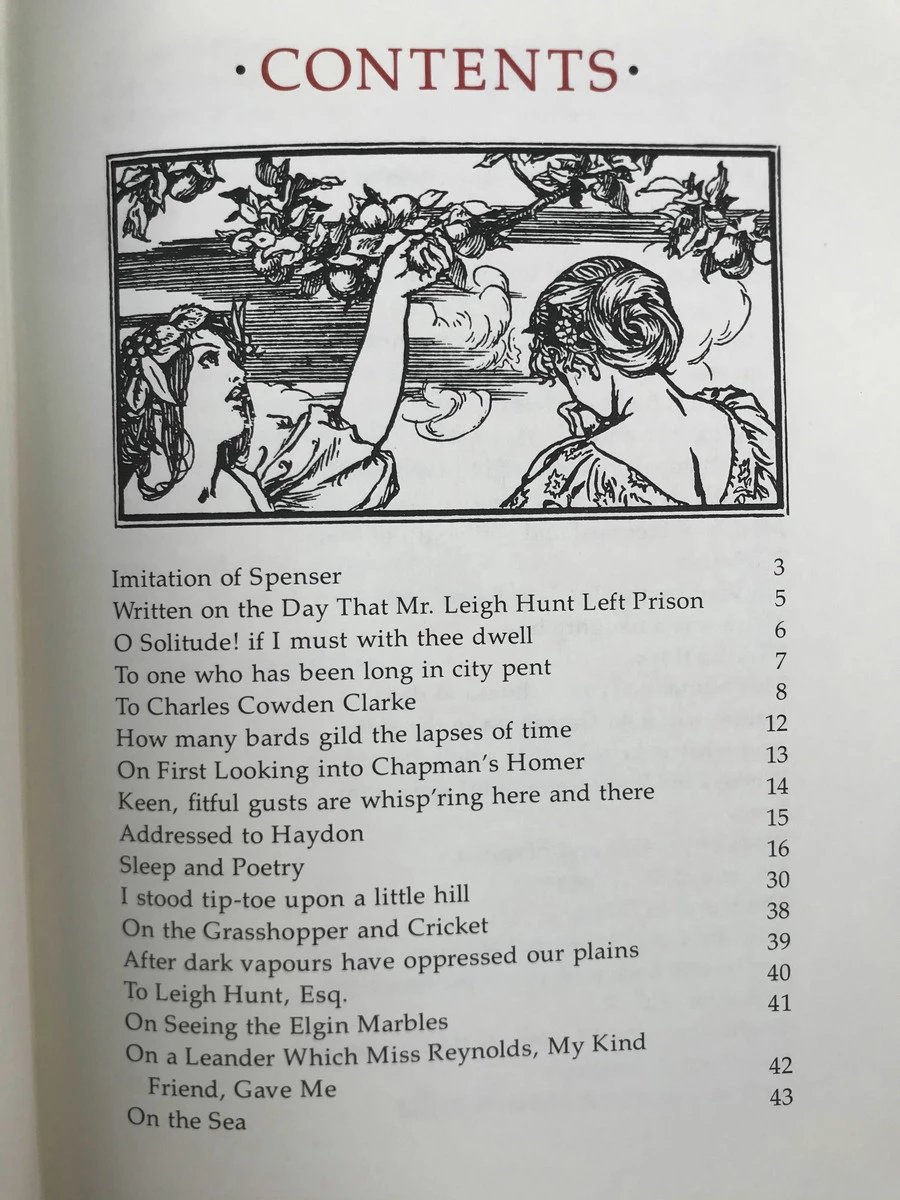 · CONTENTS ·
Imitation of Spenser 3
Written on the Day That Mr. Leigh Hunt Left Prison 5
O Solitude! if I must with thee dwell 6
To one who has been long in city pent 7
To Charles Cowden Clarke 8
How many bards gild the lapses of time 12
On First Looking into Chapman's Homer 13
Keen, fitful gusts are whisp'ring here and there 14
Addressed to Haydon 15
Sleep and Poetry 16
I stood tip-toe upon a little hill 30
On the Grasshopper and Cricket 38
After dark vapours have oppressed our plains 39
To Leigh Hunt, Esq. 40
On Seeing the Elgin Marbles 41
On a Leander Which Miss Reynolds, My Kind
Friend, Gave Me 42
On the Sea 43